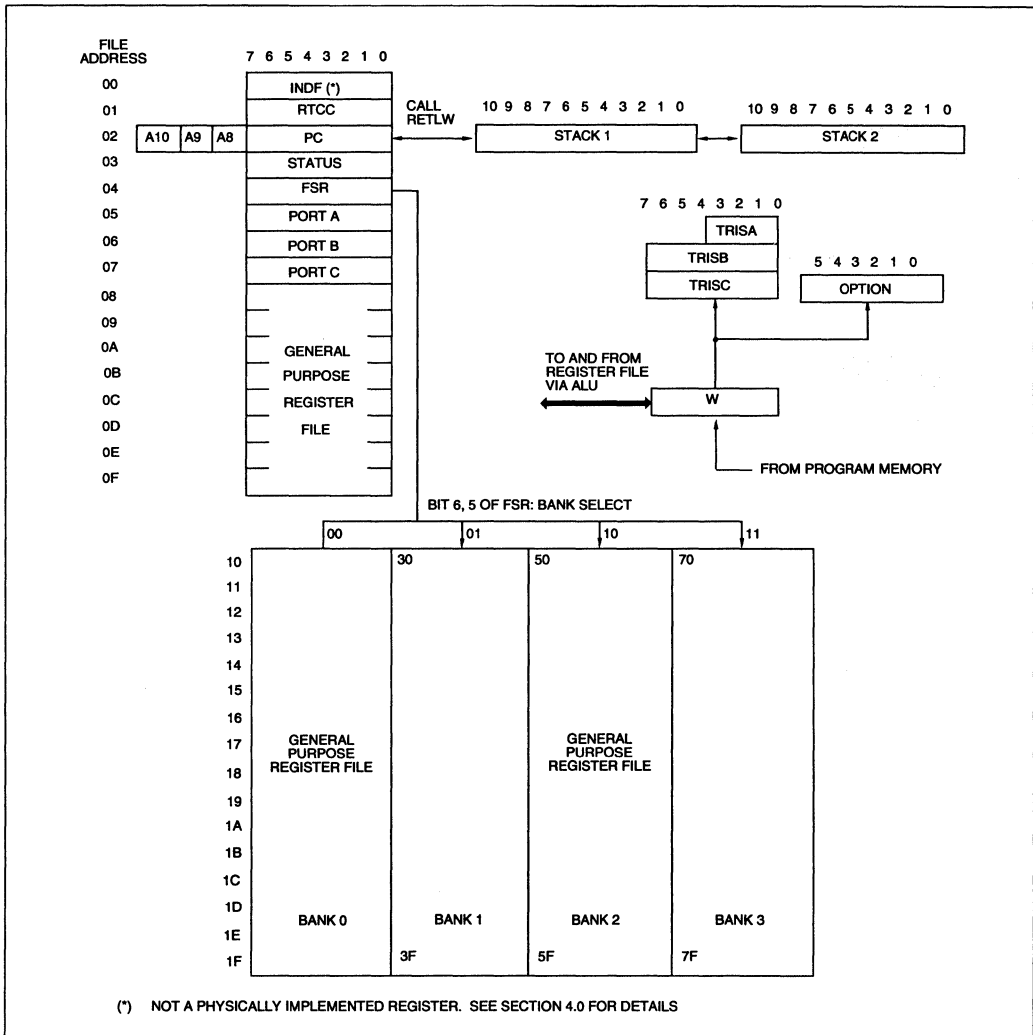 FILE
ADDRESS
7 6 5 4 3 2 1 0
00
INDF (*)
01
RTCC
CALL
RETLW
10 9 8 7 6 5 4 3 2 1 0
10 9 8 7 6 5 4 3 2 1 0
02
A10 A9 A8
PC
STACK 1
STACK 2
03
STATUS
04
FSR
05
PORT A
06
PORT B
07
PORT C
7 6 5 4 3 2 1 0
TRISA
TRISB
TRISC
5 4 3 2 1 0
OPTION
08
09
0A
0B
0C
0D
0E
0F
GENERAL
PURPOSE
REGISTER
FILE
TO AND FROM
REGISTER FILE
VIA ALU
W
FROM PROGRAM MEMORY
BIT 6, 5 OF FSR: BANK SELECT
00
01
10
11
10
30
50
70
11
12
13
14
15
16
17
18
19
1A
1B
1C
1D
1E
1F
GENERAL
PURPOSE
REGISTER FILE
GENERAL
PURPOSE
REGISTER FILE
BANK 0
BANK 1
BANK 2
BANK 3
3F
5F
7F
(*) NOT A PHYSICALLY IMPLEMENTED REGISTER. SEE SECTION 4.0 FOR DETAILS